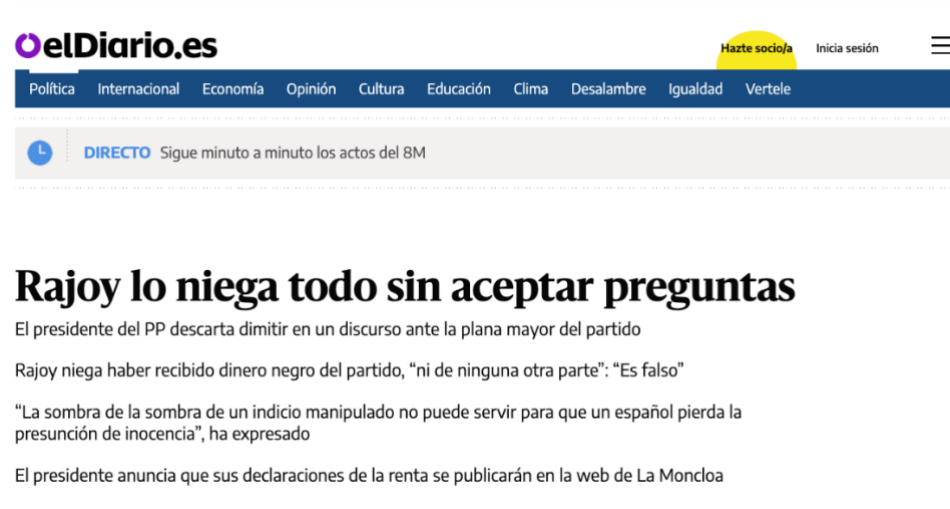 elDiario.es
Hazte socio/a Inicia sesión
Política Internacional Economía Opinión Cultura Educación Clima Desalambre Igualdad Vertele
DIRECTO Sigue minuto a minuto los actos del 8M
Rajoy lo niega todo sin aceptar preguntas
El presidente del PP descarta dimitir en un discurso ante la plana mayor del partido
Rajoy niega haber recibido dinero negro del partido, “ni de ninguna otra parte”: “Es falso”
“La sombra de la sombra de un indicio manipulado no puede servir para que un español pierda la
presunción de inocencia”, ha expresado
El presidente anuncia que sus declaraciones de la renta se publicarán en la web de La Moncloa